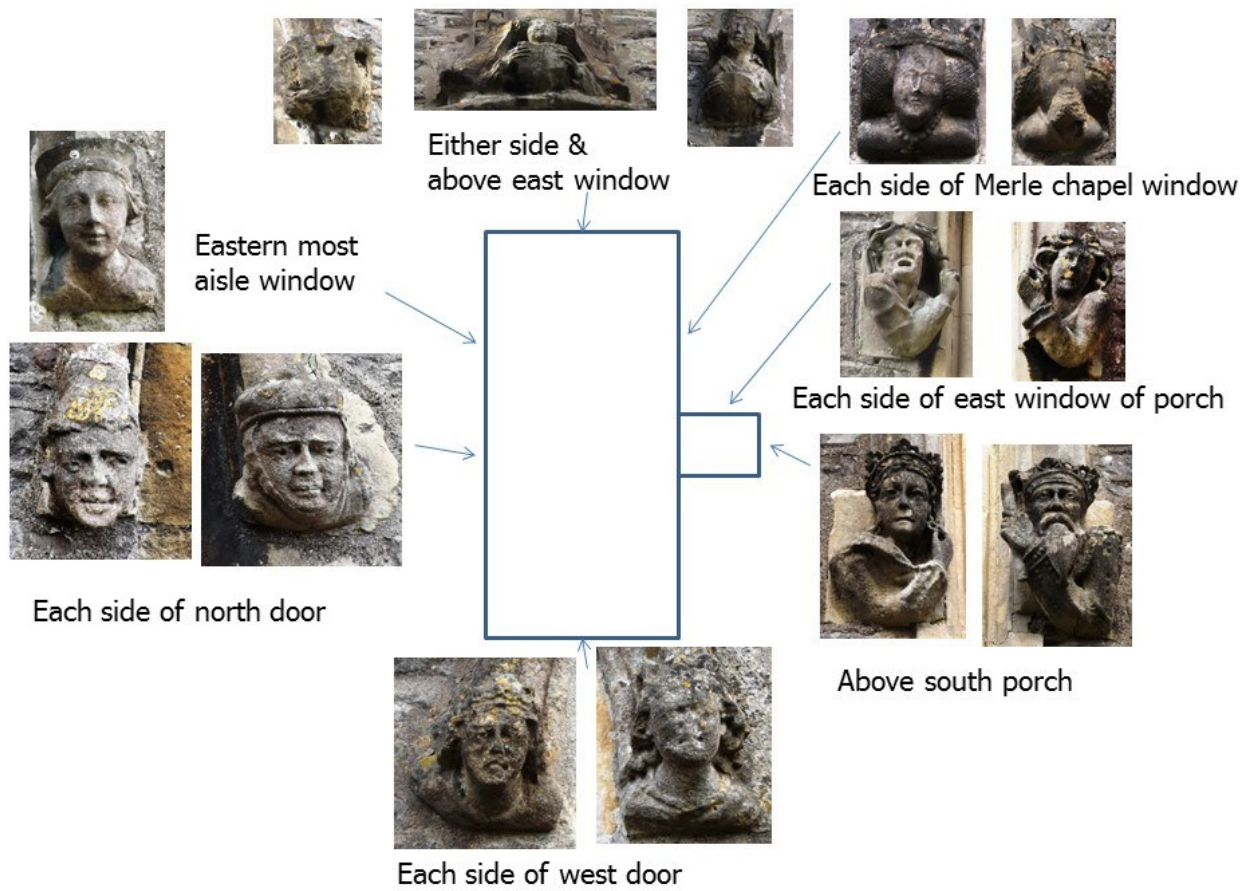 Either side &
above east window
Each side of Merle chapel window
Eastern most
aisle window
Each side of east window of porch
Each side of north door
Above south porch
Each side of west door